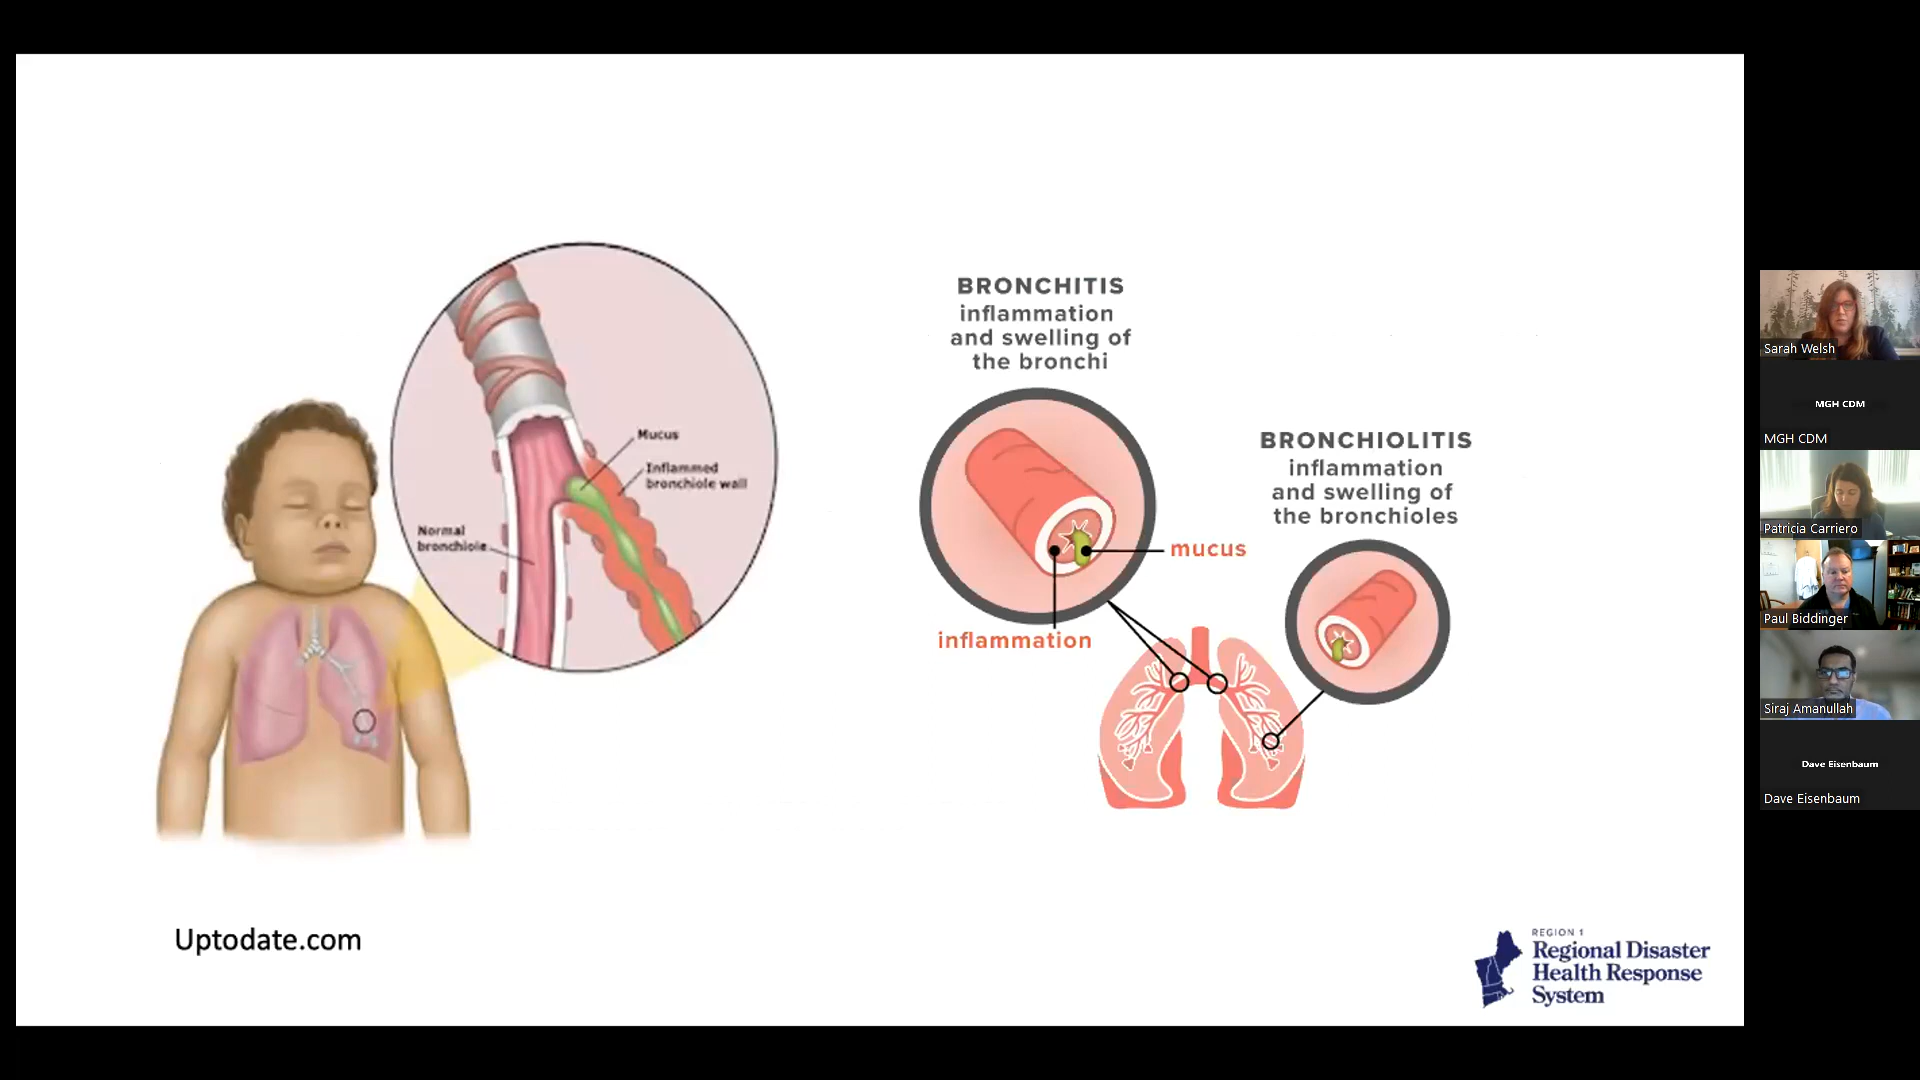 Mucus
Inflammed
bronchiole wall
Normal
bronchiole
BRONCHITIS
inflammation
and swelling of
the bronchi
mucus
inflammation
BRONCHIOLITIS
inflammation
and swelling of
the bronchioles
Uptodate.com
REGION 1
Regional Disaster
Health Response
System
Sarah Welsh
MGH CDM
MGH CDM
Patricia Carriero
Paul Biddinger
Siraj Amanullah
Dave Eisenbaum
Dave Eisenbaum